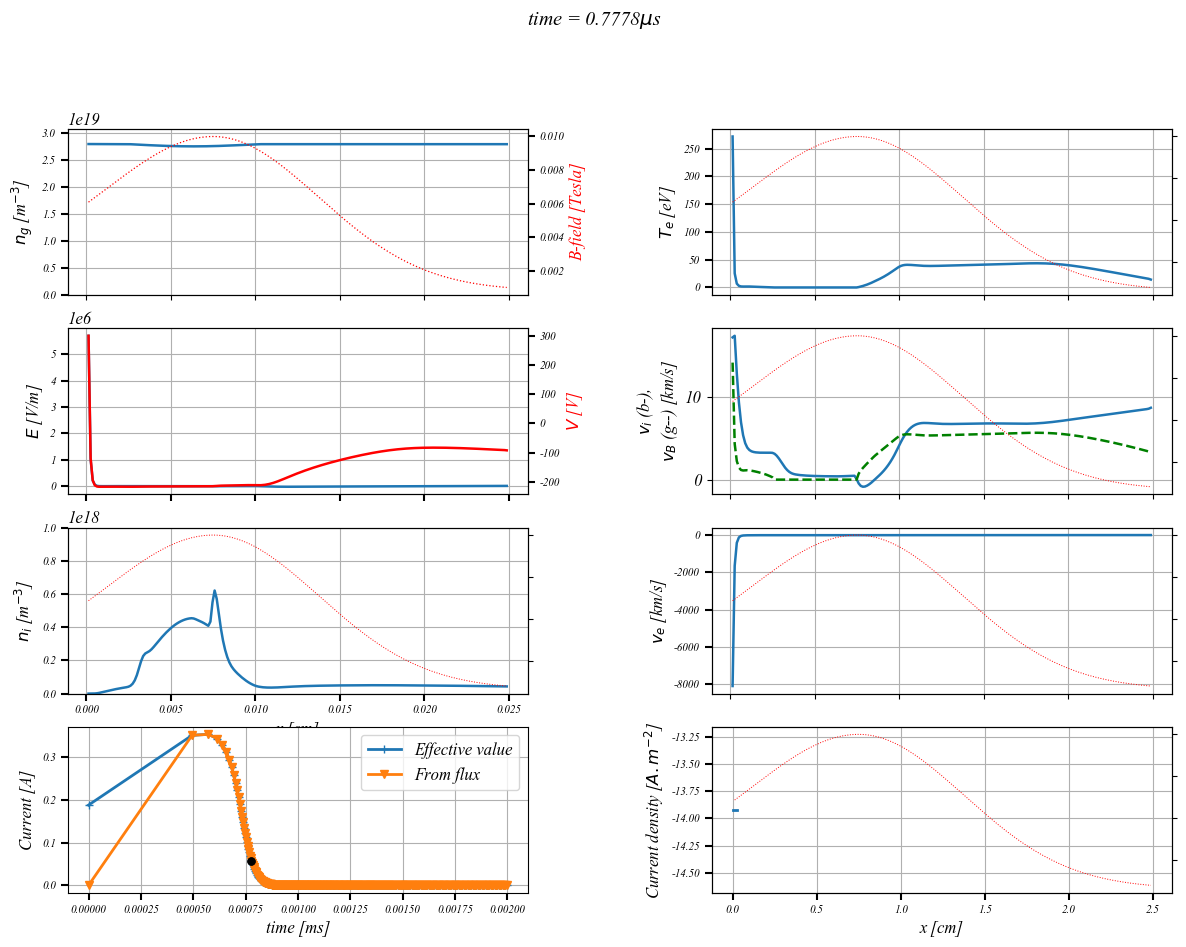 time = 0.7778μs
1e19
3.0
2.5
2.0
1.5
1.0
0.5
0.0
n_g [m^{-3}]
0.010
0.008
0.006
0.004
0.002
B-field [Tesla]
250
200
150
100
50
0
T_e [eV]
1e6
5
4
3
2
1
0
E [V/m]
300
200
100
0
-100
-200
V [V]
10
0
v_i (b-),
v_B (g--) [km/s]
1e18
1.0
0.8
0.6
0.4
0.2
0.0
n_i [m^{-3}]
0.000 0.005 0.010 0.015 0.020 0.025
0
-2000
-4000
-6000
-8000
v_e [km/s]
0.3
0.2
0.1
0.0
Current [A]
Effective value
From flux
0.00000 0.00025 0.00050 0.00075 0.00100 0.00125 0.00150 0.00175 0.00200
time [ms]
-13.25
-13.50
-13.75
-14.00
-14.25
-14.50
Current density [A.m^{-2}]
0.0 0.5 1.0 1.5 2.0 2.5
x [cm]